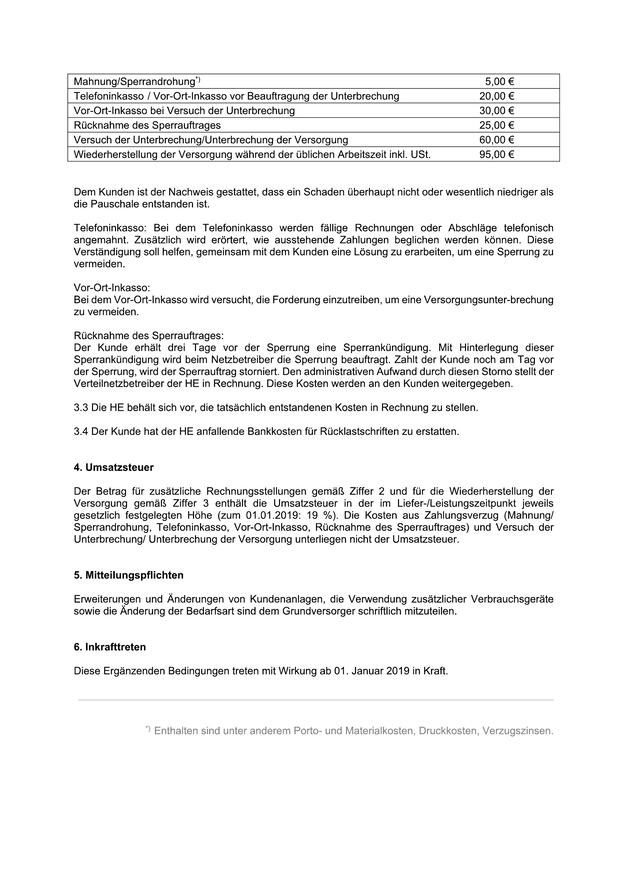 Mahnung/Sperrandrohung*) 5,00 €
Telefoninkasso / Vor-Ort-Inkasso vor Beauftragung der Unterbrechung 20,00 €
Vor-Ort-Inkasso bei Versuch der Unterbrechung 30,00 €
Rücknahme des Sperrauftrages 25,00 €
Versuch der Unterbrechung/Unterbrechung der Versorgung 60,00 €
Wiederherstellung der Versorgung während der üblichen Arbeitszeit inkl. USt. 95,00 €
Dem Kunden ist der Nachweis gestattet, dass ein Schaden überhaupt nicht oder wesentlich niedriger als
die Pauschale entstanden ist.
Telefoninkasso: Bei dem Telefoninkasso werden fällige Rechnungen oder Abschläge telefonisch
angemahnt. Zusätzlich wird erörtert, wie ausstehende Zahlungen beglichen werden können. Diese
Verständigung soll helfen, gemeinsam mit dem Kunden eine Lösung zu erarbeiten, um eine Sperrung zu
vermeiden.
Vor-Ort-Inkasso:
Bei dem Vor-Ort-Inkasso wird versucht, die Forderung einzutreiben, um eine Versorgungsunter-brechung
zu vermeiden.
Rücknahme des Sperrauftrages:
Der Kunde erhält drei Tage vor der Sperrung eine Sperrankündigung. Mit Hinterlegung dieser
Sperrankündigung wird beim Netzbetreiber die Sperrung beauftragt. Zahlt der Kunde noch am Tag vor
der Sperrung, wird der Sperrauftrag storniert. Den administrativen Aufwand durch diesen Storno stellt der
Verteilnetzbetreiber der HE in Rechnung. Diese Kosten werden an den Kunden weitergegeben.
3.3 Die HE behält sich vor, die tatsächlich entstandenen Kosten in Rechnung zu stellen.
3.4 Der Kunde hat der HE anfallende Bankkosten für Rücklastschriften zu erstatten.
4. Umsatzsteuer
Der Betrag für zusätzliche Rechnungsstellungen gemäß Ziffer 2 und für die Wiederherstellung der
Versorgung gemäß Ziffer 3 enthält die Umsatzsteuer in der im Liefer-/Leistungszeitpunkt jeweils
gesetzlich festgelegten Höhe (zum 01.01.2019: 19 %). Die Kosten aus Zahlungsverzug (Mahnung/
Sperrandrohung, Telefoninkasso, Vor-Ort-Inkasso, Rücknahme des Sperrauftrages) und Versuch der
Unterbrechung/ Unterbrechung der Versorgung unterliegen nicht der Umsatzsteuer.
5. Mitteilungspflichten
Erweiterungen und Änderungen von Kundenanlagen, die Verwendung zusätzlicher Verbrauchsgeräte
sowie die Änderung der Bedarfsart sind dem Grundversorger schriftlich mitzuteilen.
6. Inkrafttreten
Diese Ergänzenden Bedingungen treten mit Wirkung ab 01. Januar 2019 in Kraft.
*) Enthalten sind unter anderem Porto- und Materialkosten, Druckkosten, Verzugszinsen.